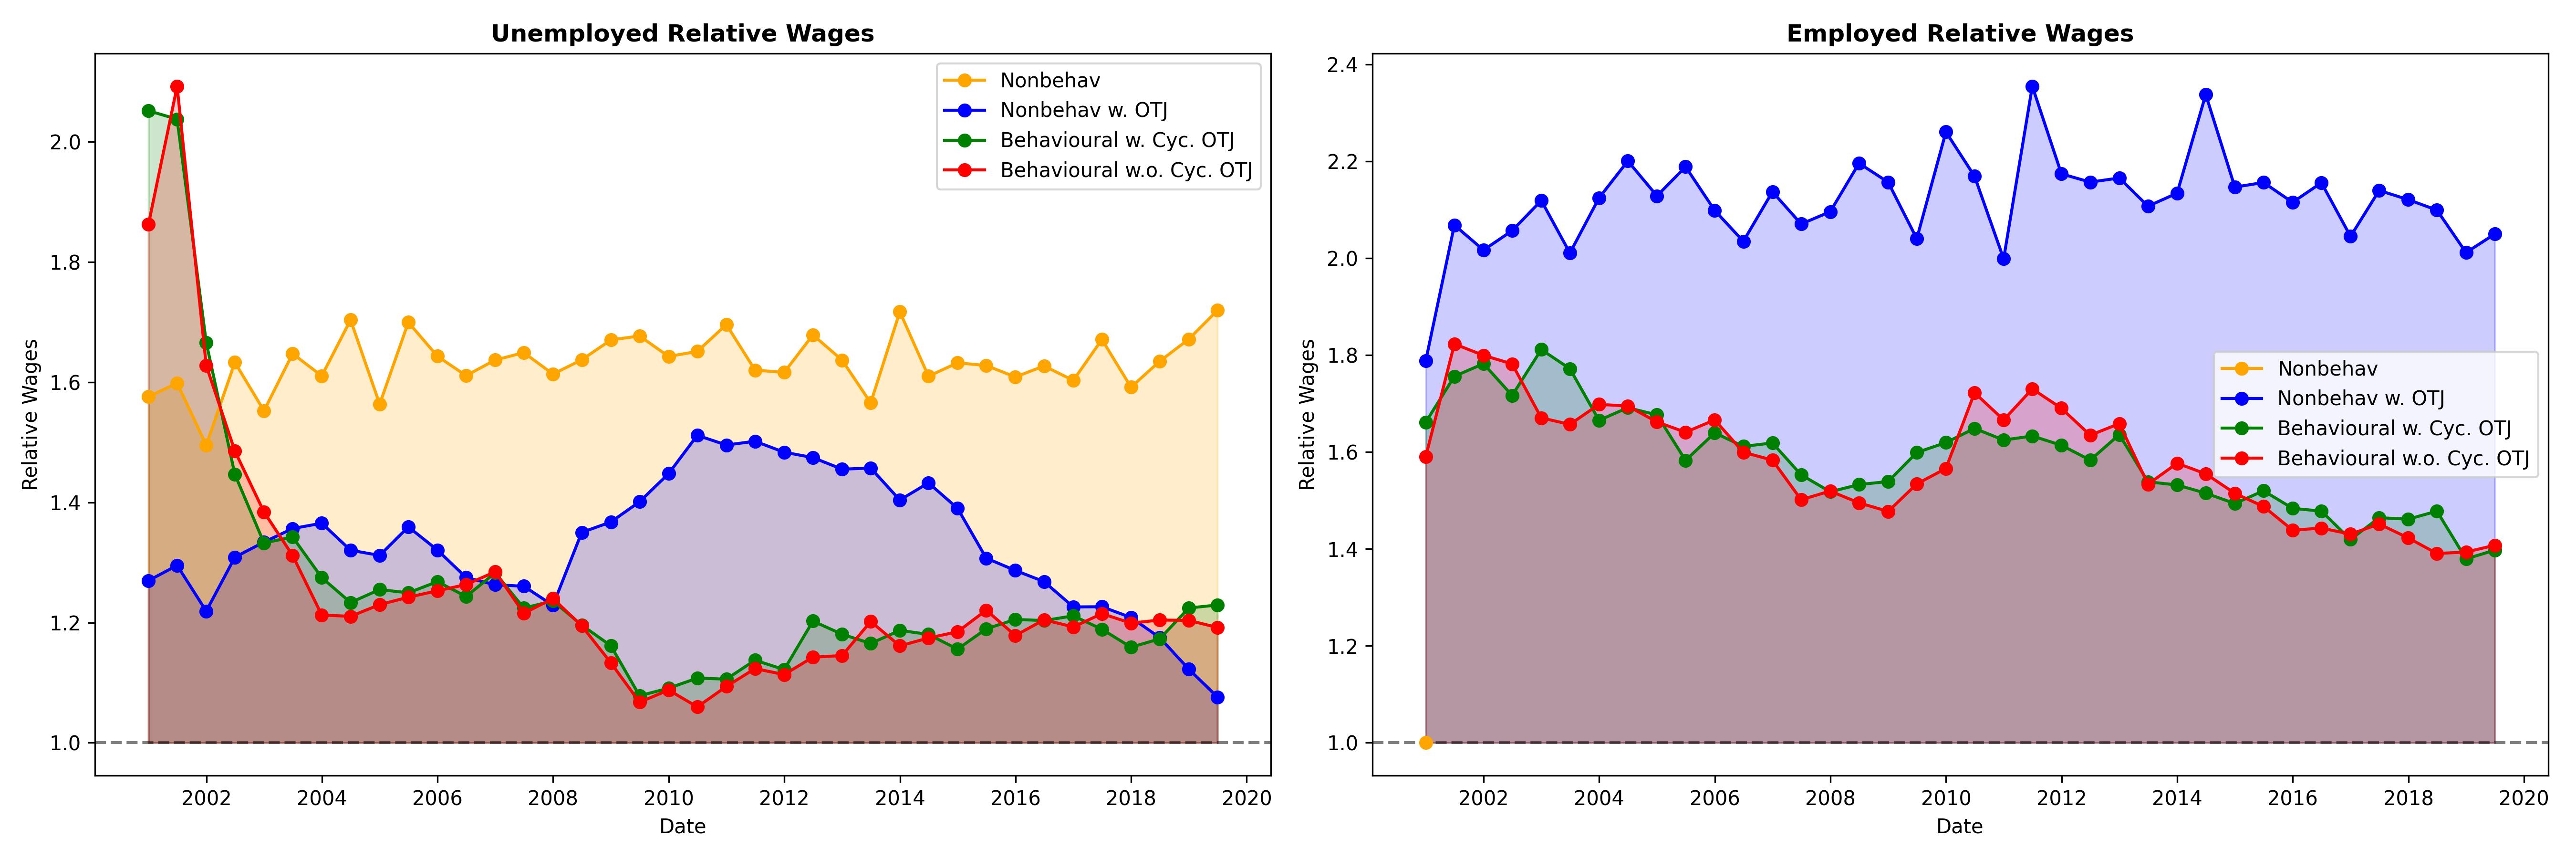 Unemployed Relative Wages
Relative Wages
2.0
1.8
1.6
1.4
1.2
1.0
Nonbehav
Nonbehav w. OTJ
Behavioural w. Cyc. OTJ
Behavioural w.o. Cyc. OTJ
2002 2004 2006 2008 2010 2012 2014 2016 2018 2020
Date
Employed Relative Wages
Relative Wages
2.4
2.2
2.0
1.8
1.6
1.4
1.2
1.0
Nonbehav
Nonbehav w. OTJ
Behavioural w. Cyc. OTJ
Behavioural w.o. Cyc. OTJ
2002 2004 2006 2008 2010 2012 2014 2016 2018 2020
Date